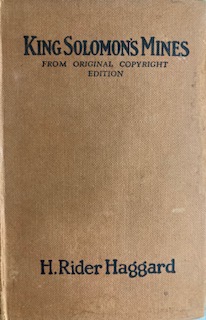 KING SOLOMON'S MINES
FROM ORIGINAL COPYRIGHT
EDITION
H. Rider Haggard